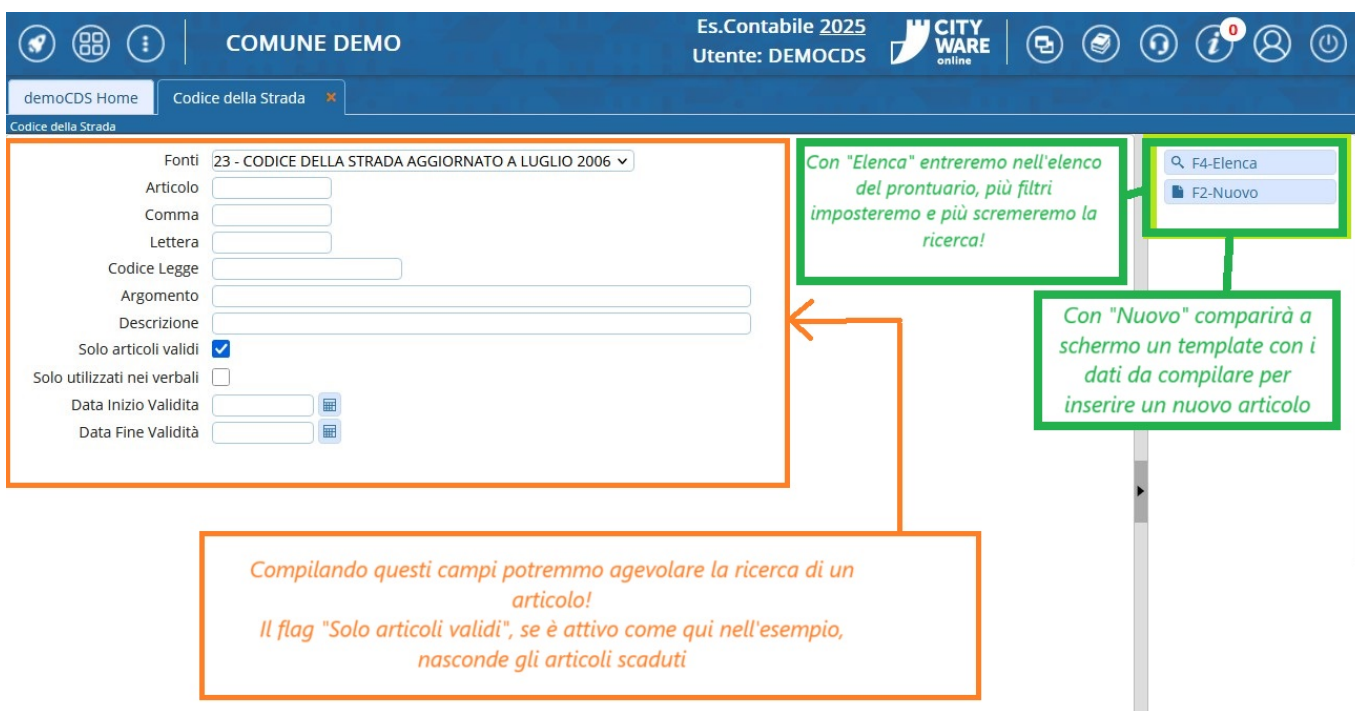 COMUNE DEMO
Es.Contabile 2025
Utente: DEMOCDS
CITY
WARE
online
0
demoCDS Home
Codice della Strada ×
Codice della Strada
Fonti 23 - CODICE DELLA STRADA AGGIORNATO A LUGLIO 2006
Articolo
Comma
Lettera
Codice Legge
Argomento
Descrizione
Solo articoli validi
Solo utilizzati nei verbali
Data Inizio Validita
Data Fine Validità
Con "Elenca" entreremo nell'elenco
del prontuario, più filtri
imposteremo e più scremeremo la
ricerca!
F4-Elenca
F2-Nuovo
Con "Nuovo" comparirà a
schermo un template con i
dati da compilare per
inserire un nuovo articolo
Compilando questi campi potremmo agevolare la ricerca di un
articolo!
Il flag "Solo articoli validi", se è attivo come qui nell'esempio,
nasconde gli articoli scaduti